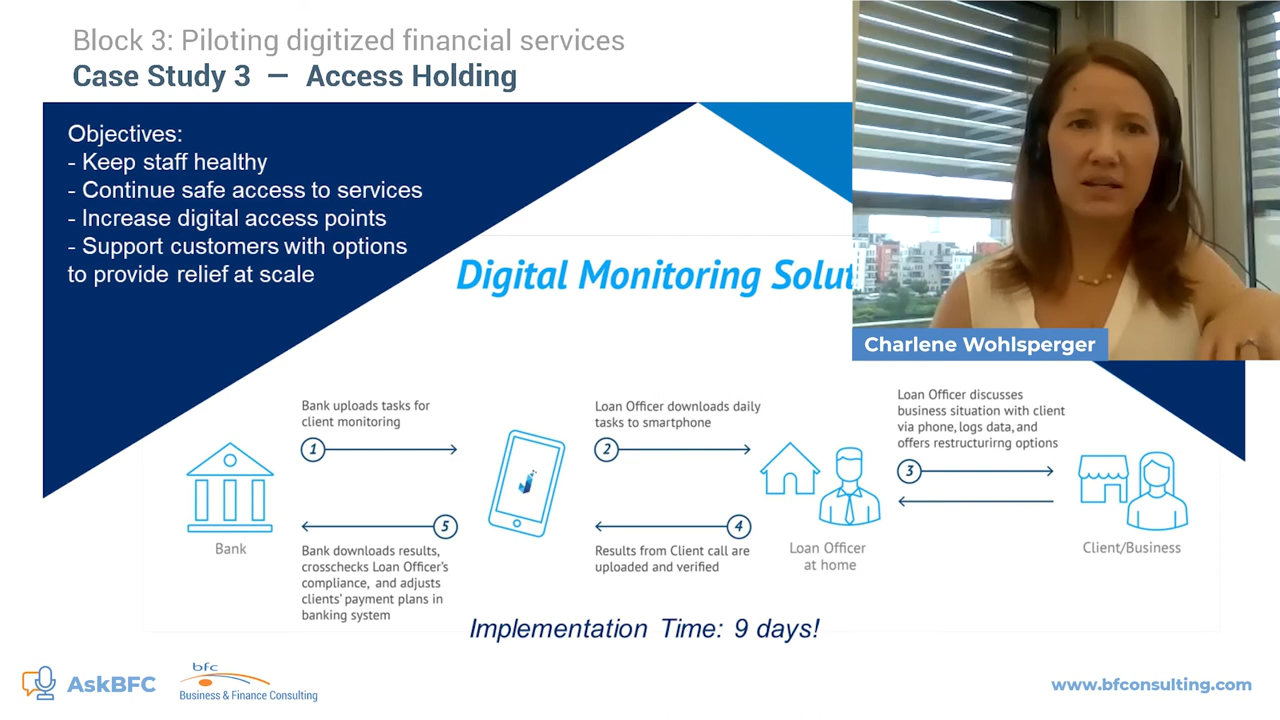 Block 3: Piloting digitized financial services
Case Study 3 — Access Holding
Objectives:
- Keep staff healthy
- Continue safe access to services
- Increase digital access points
- Support customers with options
to provide relief at scale
Digital Monitoring Solut
Charlene Wohlsperger
Bank uploads tasks for
client monitoring
1
Loan Officer downloads daily
tasks to smartphone
2
Loan Officer discusses
business situation with client
via phone, logs data, and
offers restructurirng options
3
5
4
Bank
Bank downloads results,
crosschecks Loan Officer's
compliance, and adjusts
clients' payment plans in
banking system
Results from Client call are
uploaded and verified
Loan Officer
at home
Client/Business
Implementation Time: 9 days!
AskBFC
bfc
Business & Finance Consulting
www.bfconsulting.com